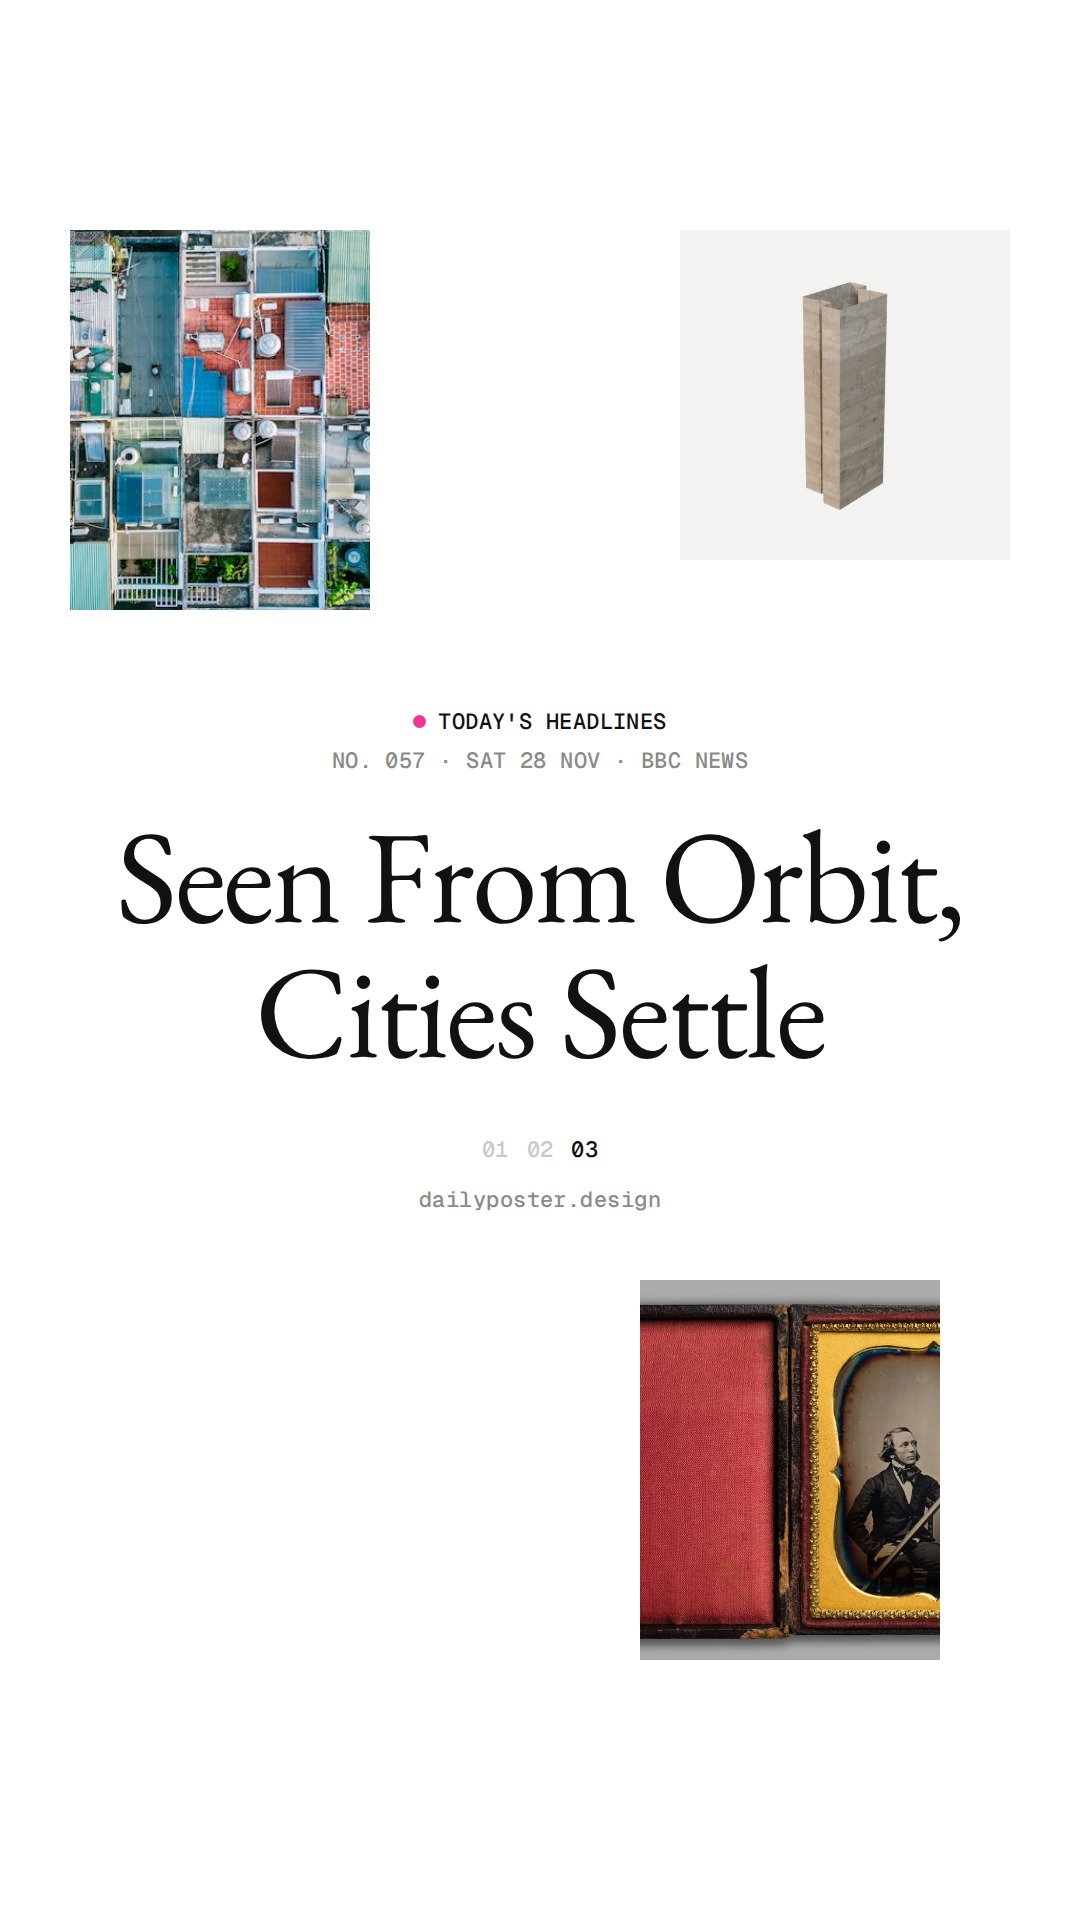 TODAY'S HEADLINES
NO. 057 · SAT 28 NOV · BBC NEWS
Seen From Orbit,
Cities Settle
01 02 03
dailyposter.design